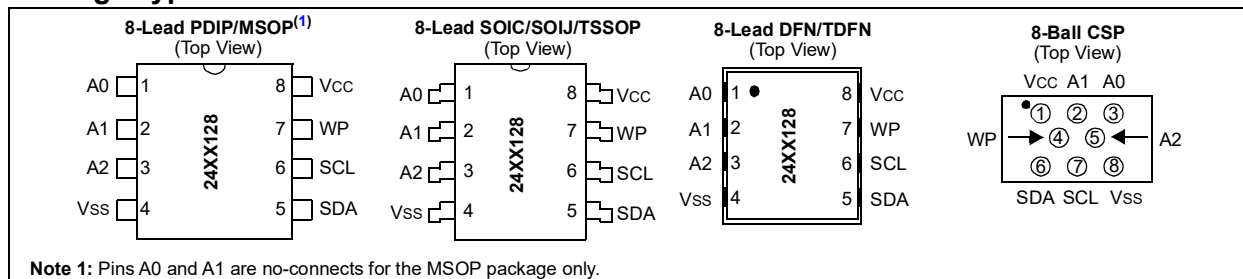 8-Lead PDIP/MSOP(1)
(Top View)
A0 1 8 VCC
A1 2 7 WP
A2 3 6 SCL
VSS 4 5 SDA
24XX128
8-Lead SOIC/SOIJ/TSSOP
(Top View)
A0 1 8 VCC
A1 2 7 WP
A2 3 6 SCL
VSS 4 5 SDA
24XX128
8-Lead DFN/TDFN
(Top View)
A0 1 8 VCC
A1 2 7 WP
A2 3 6 SCL
VSS 4 5 SDA
24XX128
8-Ball CSP
(Top View)
VCC A1 A0
1 2 3
WP 4 5 A2
6 7 8
SDA SCL VSS
Note 1: Pins A0 and A1 are no-connects for the MSOP package only.